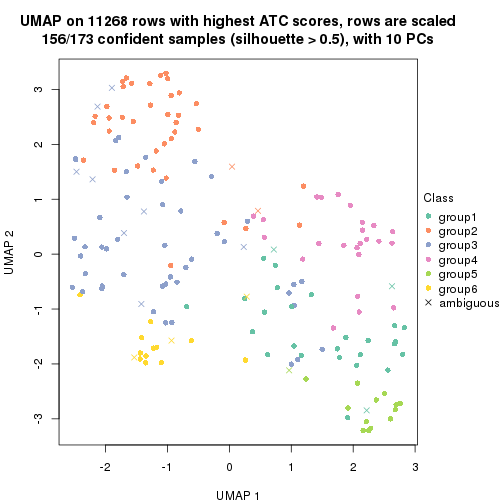 UMAP on 11268 rows with highest ATC scores, rows are scaled
156/173 confident samples (silhouette > 0.5), with 10 PCs
3
2
1
0
-1
-2
-3
UMAP 2
-2
-1
0
1
2
3
UMAP 1
Class
group1
group2
group3
group4
group5
group6
ambiguous